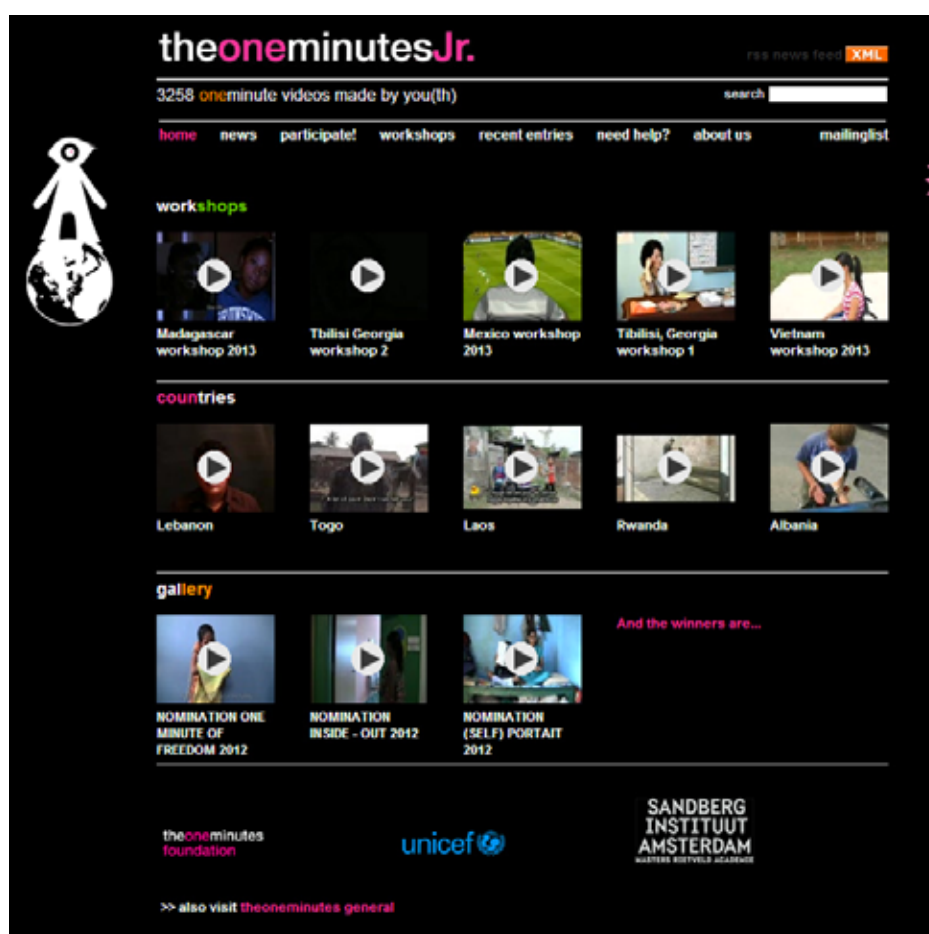 theoneminutesJr.
rss news feed XML
3258 oneminute videos made by you(th)
search
home news participate! workshops recent entries need help? about us mailinglist
workshops
Madagascar workshop 2013
Tbilisi Georgia workshop 2
Mexico workshop 2013
Tibilisi, Georgia workshop 1
Vietnam workshop 2013
countries
Lebanon
Togo
Laos
Rwanda
Albania
gallery
And the winners are...
NOMINATION ONE MINUTE OF FREEDOM 2012
NOMINATION INSIDE - OUT 2012
NOMINATION (SELF) PORTAIT 2012
theoneminutes
foundation
unicef
SANDBERG
INSTITUUT
AMSTERDAM
MASTERS RIETVELD ACADEMIE
>> also visit theoneminutes general